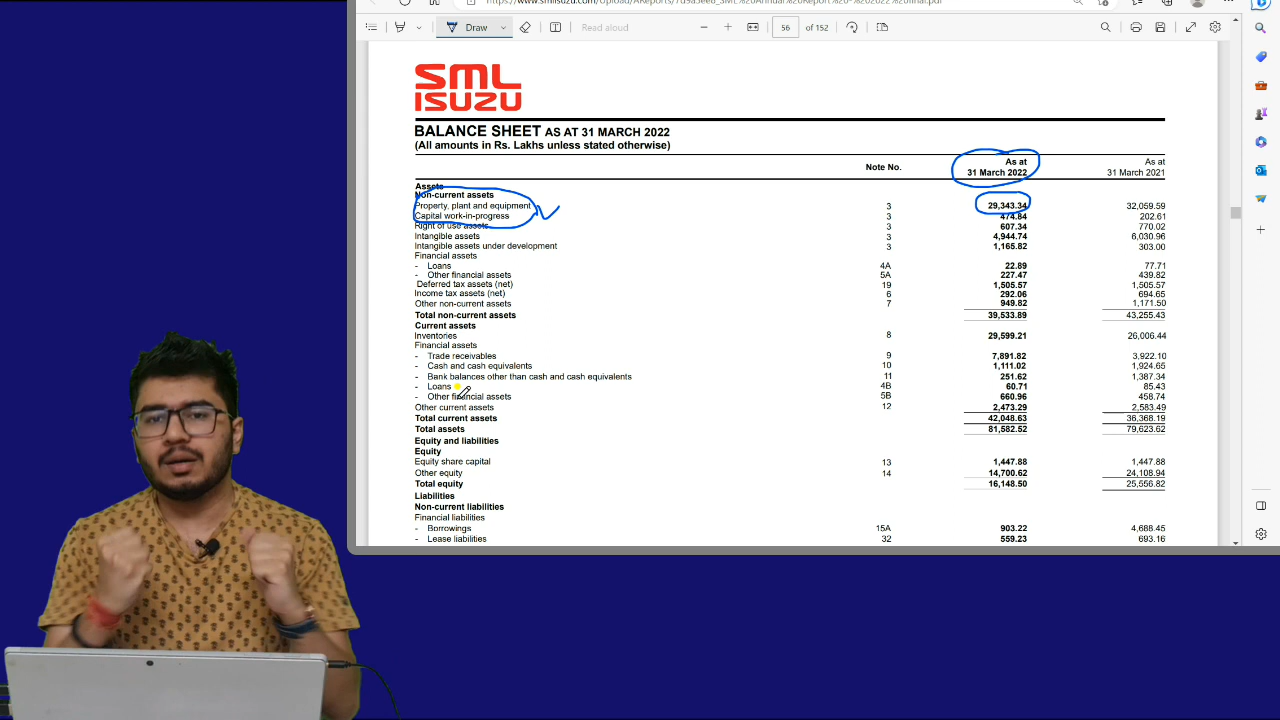 Draw
Read aloud
56 of 152
SML
ISUZU
BALANCE SHEET AS AT 31 MARCH 2022
(All amounts in Rs. Lakhs unless stated otherwise)
Note No. As at 31 March 2022 As at 31 March 2021
Assets
Non-current assets
Property, plant and equipment 3 29,343.34 32,059.59
Capital work-in-progress 3 474.84 202.61
Right of use assets 3 607.34 770.02
Intangible assets 3 4,944.74 6,030.96
Intangible assets under development 3 1,165.82 303.00
Financial assets
- Loans 4A 22.89 77.71
- Other financial assets 5A 227.47 439.82
Deferred tax assets (net) 19 1,505.57 1,505.57
Income tax assets (net) 6 292.06 694.65
Other non-current assets 7 949.82 1,171.50
Total non-current assets 39,533.89 43,255.43
Current assets
Inventories 8 29,599.21 26,006.44
Financial assets
- Trade receivables 9 7,891.82 3,922.10
- Cash and cash equivalents 10 1,111.02 1,924.65
- Bank balances other than cash and cash equivalents 11 251.62 1,387.34
- Loans 4B 60.71 85.43
- Other financial assets 5B 660.96 458.74
Other current assets 12 2,473.29 2,583.49
Total current assets 42,048.63 36,368.19
Total assets 81,582.52 79,623.62
Equity and liabilities
Equity
Equity share capital 13 1,447.88 1,447.88
Other equity 14 14,700.62 24,108.94
Total equity 16,148.50 25,556.82
Liabilities
Non-current liabilities
Financial liabilities
- Borrowings 15A 903.22 4,688.45
- Lease liabilities 32 559.23 693.16